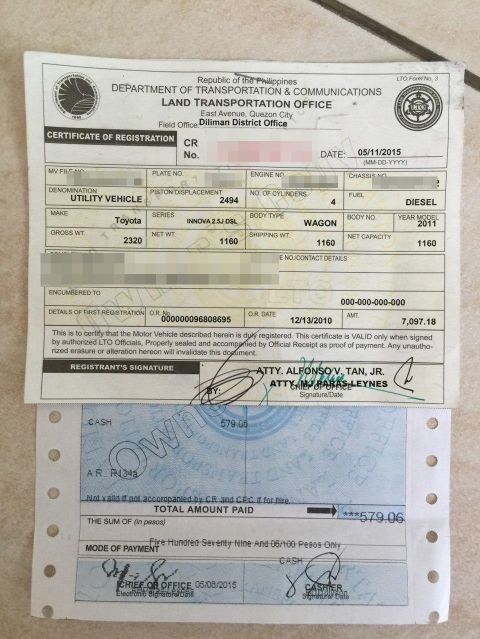 Republic of the Philippines
LTO Form No. 3
DEPARTMENT OF TRANSPORTATION & COMMUNICATIONS
LAND TRANSPORTATION OFFICE
East Avenue, Quezon City
Field Office: Diliman District Office
CERTIFICATE OF REGISTRATION
CR
No.
DATE: 05/11/2015
(MM-DD-YYYY)
MV FILE NO. PLATE NO. ENGINE NO. CHASSIS NO.
DENOMINATION PISTON DISPLACEMENT NO. OF CYLINDERS FUEL
UTILITY VEHICLE 2494 4 DIESEL
MAKE SERIES BODY TYPE BODY NO. YEAR MODEL
Toyota INNOVA 2.5J DSL WAGON 2011
GROSS WT. NET WT. SHIPPING WT. NET CAPACITY
2320 1160 1160 1160
E NO./CONTACT DETAILS
ENCUMBERED TO
000-000-000-000
DETAILS OF FIRST REGISTRATION O.R. No. O.R. DATE AMT.
000000096808695 12/13/2010 7,097.18
This is to certify that the Motor Vehicle described herein is duly registered. This certificate is VALID only when signed
by authorized LTO Officials, Properly sealed and accompanied by Official Receipt as proof of payment. Any unautho-
rized erasure or alteration hereon will invalidate this document.
REGISTRANT'S SIGNATURE
ATTY. ALFONSO V. TAN, JR.
BY:
CHIEF OF OFFICE
ATTY. MJ PARAS LEYNES
Signature/Date
CASH 579.06
A.R. R134a
Not valid if not accompanied by CR and CPC if for hire.
TOTAL AMOUNT PAID
***579.06
THE SUM OF (in pesos)
Five Hundred Seventy Nine And 06/100 Pesos Only
MODE OF PAYMENT
CASH
CHIEF OF OFFICE 05/08/2015
Electronic Signature/Date
CASHIER
Signature/Date